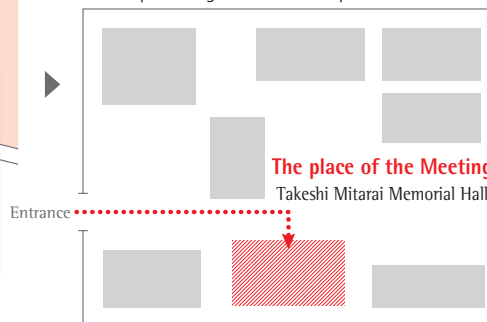 The place of the Meeting
Takeshi Mitarai Memorial Hall
Entrance